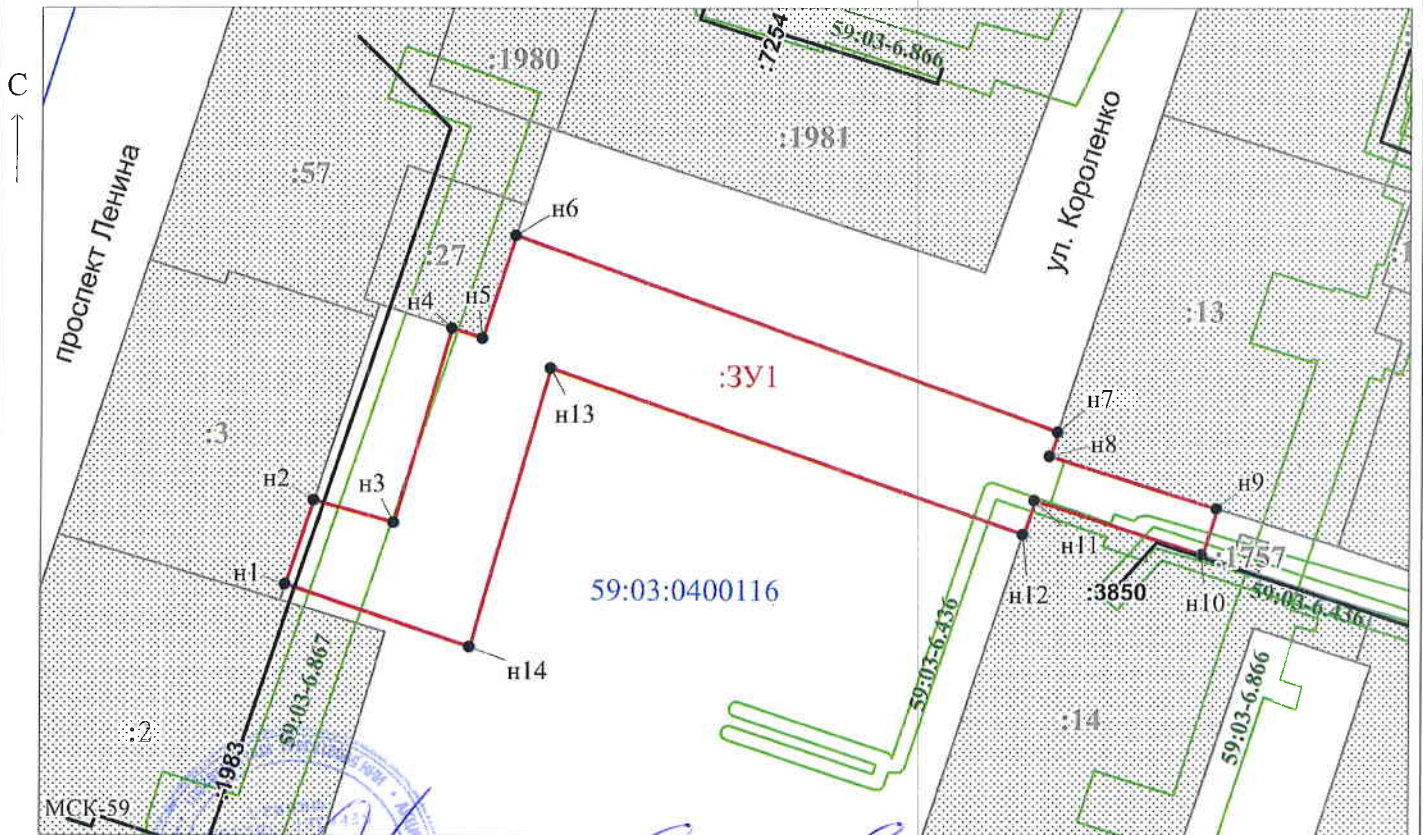 С
проспект Ленина
ул. Короленко
:1980
:7254
59:03-6.866
:1981
:57
:27
:13
:3
:2
:14
:1757
:3850
:1983
:ЗУ1
н1
н2
н3
н4
н5
н6
н7
н8
н9
н10
н11
н12
н13
н14
59:03:0400116
59:03-6.436
59:03-6.436
59:03-6.866
59:03-6.867
МСК-59